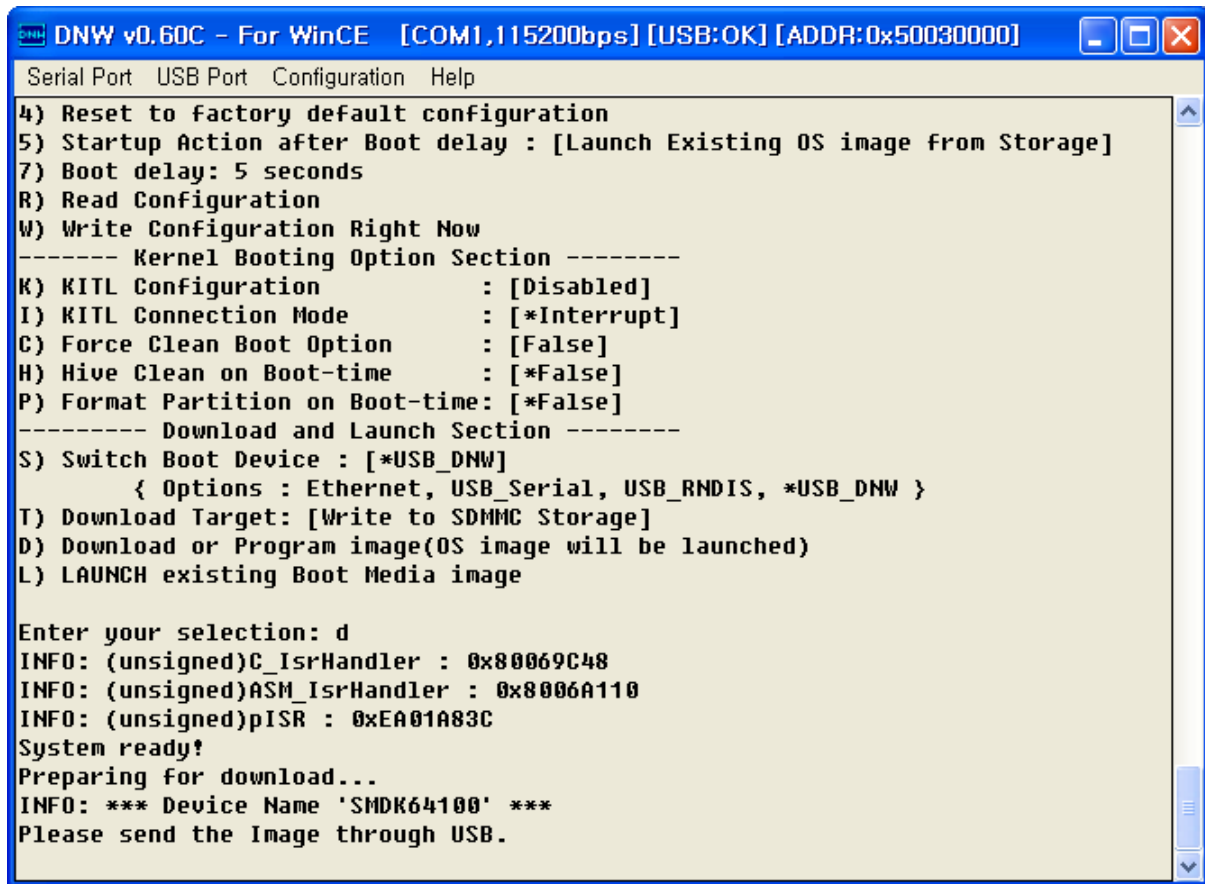 DNW v0.60C - For WinCE [COM1,115200bps] [USB:OK] [ADDR:0x50030000]
Serial Port USB Port Configuration Help
4) Reset to factory default configuration
5) Startup Action after Boot delay : [Launch Existing OS image from Storage]
7) Boot delay: 5 seconds
R) Read Configuration
W) Write Configuration Right Now
------- Kernel Booting Option Section --------
K) KITL Configuration : [Disabled]
I) KITL Connection Mode : [*Interrupt]
C) Force Clean Boot Option : [False]
H) Hive Clean on Boot-time : [*False]
P) Format Partition on Boot-time: [*False]
--------- Download and Launch Section --------
S) Switch Boot Device : [*USB_DNW]
{ Options : Ethernet, USB_Serial, USB_RNDIS, *USB_DNW }
T) Download Target: [Write to SDMMC Storage]
D) Download or Program image(OS image will be launched)
L) LAUNCH existing Boot Media image
Enter your selection: d
INFO: (unsigned)C_IsrHandler : 0x80069C48
INFO: (unsigned)ASM_IsrHandler : 0x8006A110
INFO: (unsigned)pISR : 0xEA01A83C
System ready!
Preparing for download...
INFO: *** Device Name 'SMDK64100' ***
Please send the Image through USB.